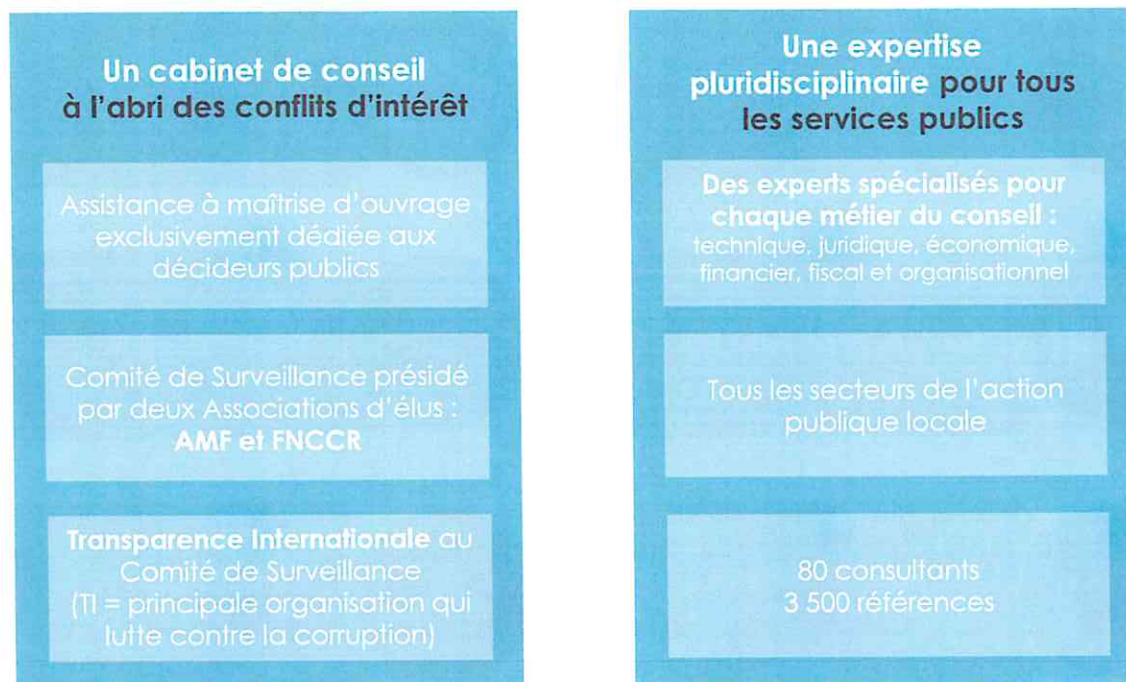 Un cabinet de conseil
à l'abri des conflits d'intérêt
Assistance à maîtrise d'ouvrage
exclusivement dédiée aux
décideurs publics
Comité de Surveillance présidé
par deux Associations d'élus :
AMF et FNCCR
Transparence Internationale au
Comité de Surveillance
(TI = principale organisation qui
lutte contre la corruption)
Une expertise
pluridisciplinaire pour tous
les services publics
Des experts spécialisés pour
chaque métier du conseil :
technique, juridique, économique,
financier, fiscal et organisationnel
Tous les secteurs de l'action
publique locale
80 consultants
3 500 références